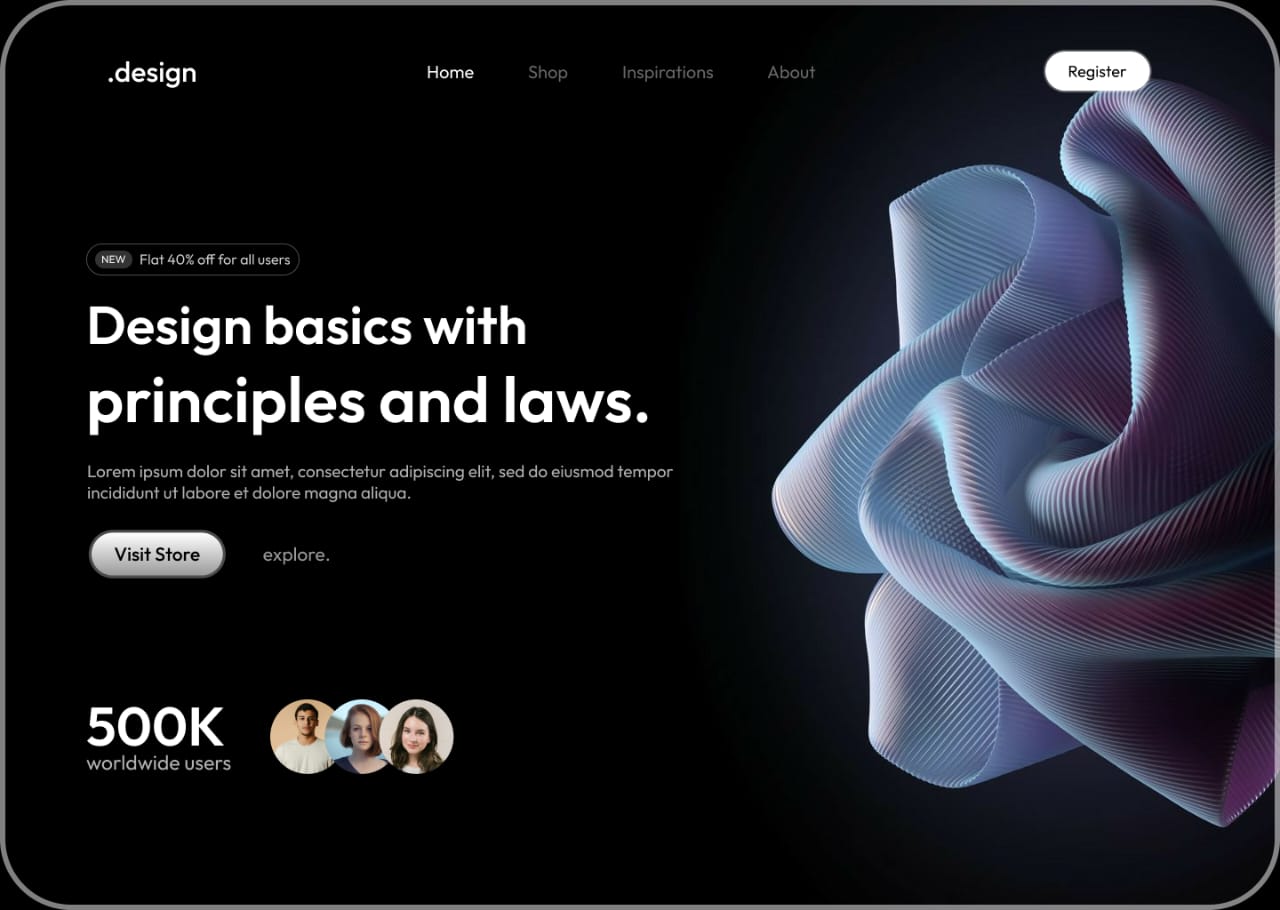 .design
Home
Shop
Inspirations
About
Register
NEW Flat 40% off for all users
Design basics with
principles and laws.
Lorem ipsum dolor sit amet, consectetur adipiscing elit, sed do eiusmod tempor
incididunt ut labore et dolore magna aliqua.
Visit Store
explore.
500K
worldwide users